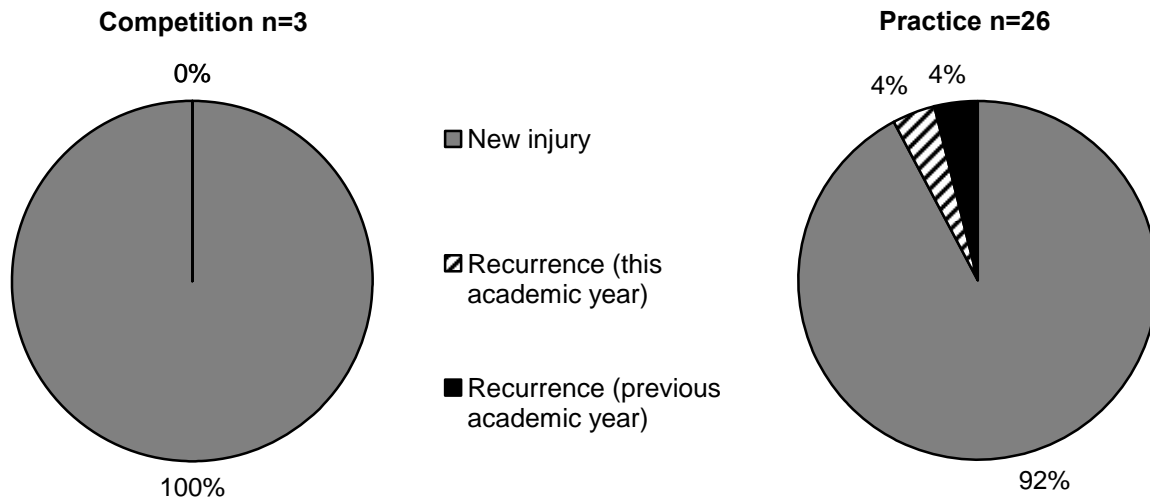 Competition n=3
0%
100%
New injury
Recurrence (this
academic year)
Recurrence (previous
academic year)
Practice n=26
4%
4%
92%